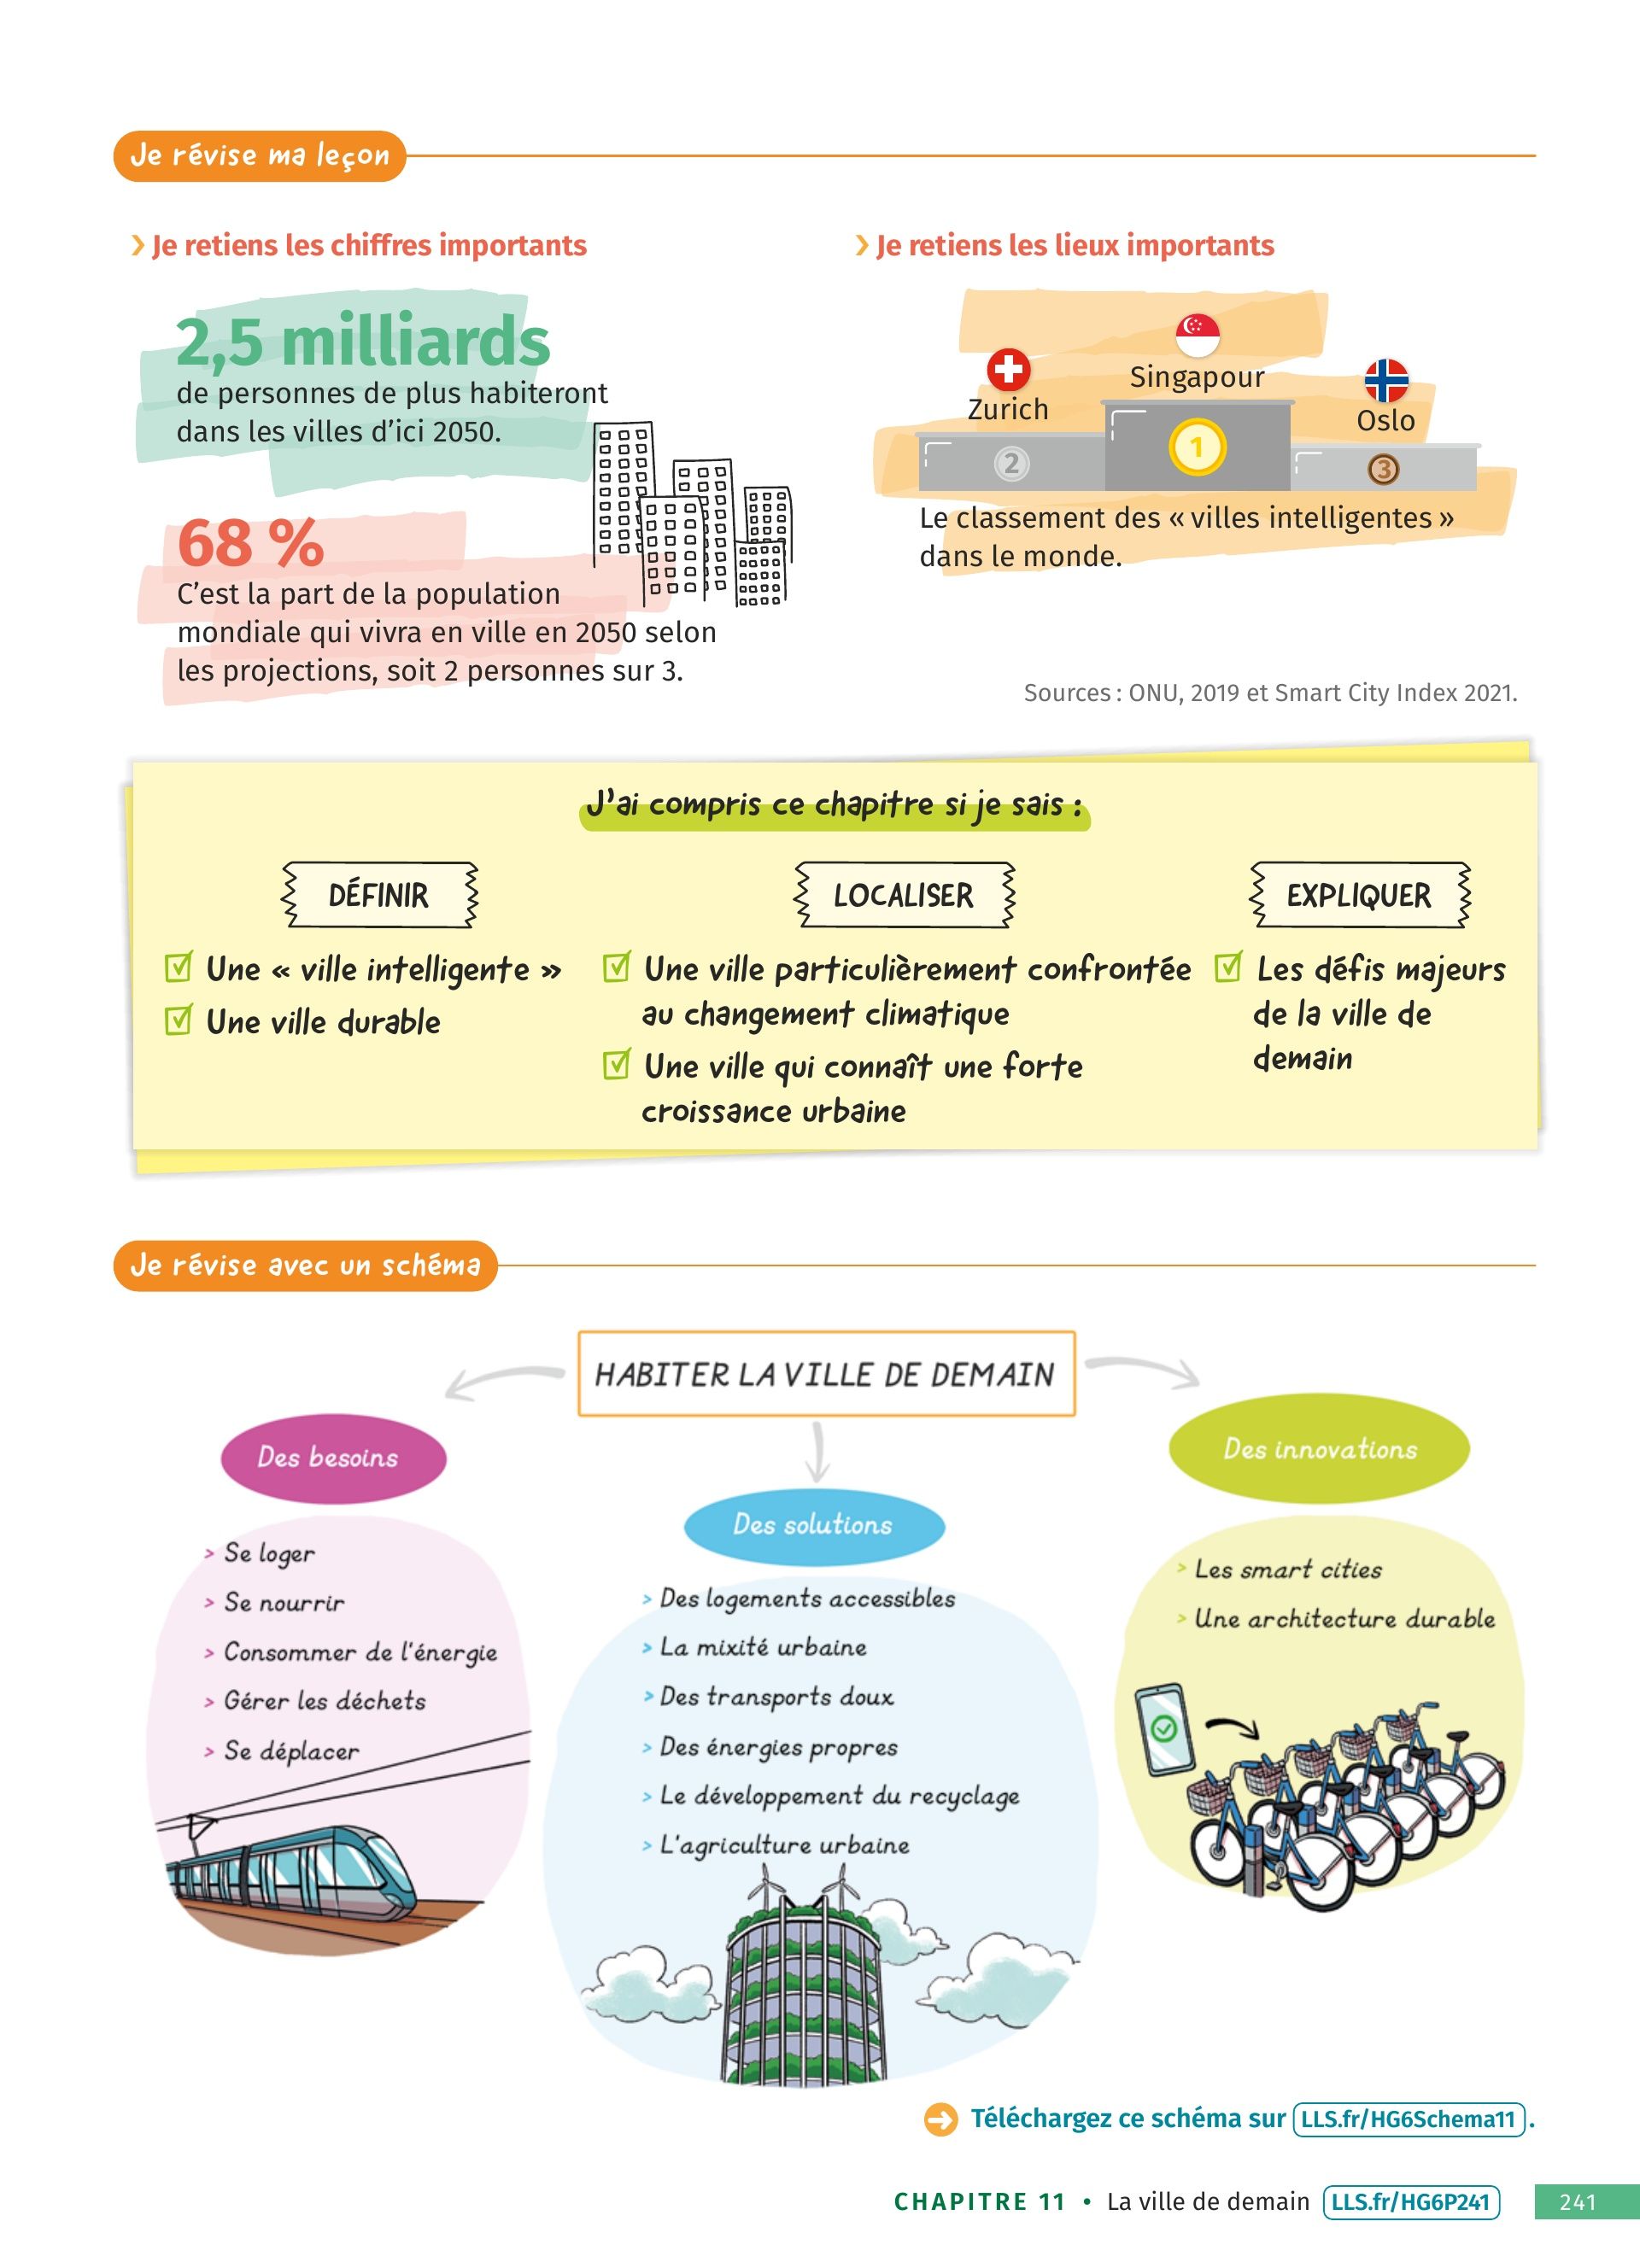 Je révise ma leçon
Je retiens les chiffres importants
2,5 milliards
de personnes de plus habiteront
dans les villes d'ici 2050.
68 %
C'est la part de la population
mondiale qui vivra en ville en 2050 selon
les projections, soit 2 personnes sur 3.
Je retiens les lieux importants
Singapour
Zurich
Oslo
1
2
3
Le classement des « villes intelligentes »
dans le monde.
Sources : ONU, 2019 et Smart City Index 2021.
J'ai compris ce chapitre si je sais :
DÉFINIR
Une « ville intelligente »
Une ville durable
LOCALISER
Une ville particulièrement confrontée
au changement climatique
Une ville qui connaît une forte
croissance urbaine
EXPLIQUER
Les défis majeurs
de la ville de
demain
Je révise avec un schéma
HABITER LA VILLE DE DEMAIN
Des besoins
> Se loger
> Se nourrir
> Consommer de l'énergie
> Gérer les déchets
> Se déplacer
Des solutions
> Des logements accessibles
> La mixité urbaine
> Des transports doux
> Des énergies propres
> Le développement du recyclage
> L'agriculture urbaine
Des innovations
> Les smart cities
> Une architecture durable
Téléchargez ce schéma sur LLS.fr/HG6Schema11 .
CHAPITRE 11 • La ville de demain LLS.fr/HG6P241 241